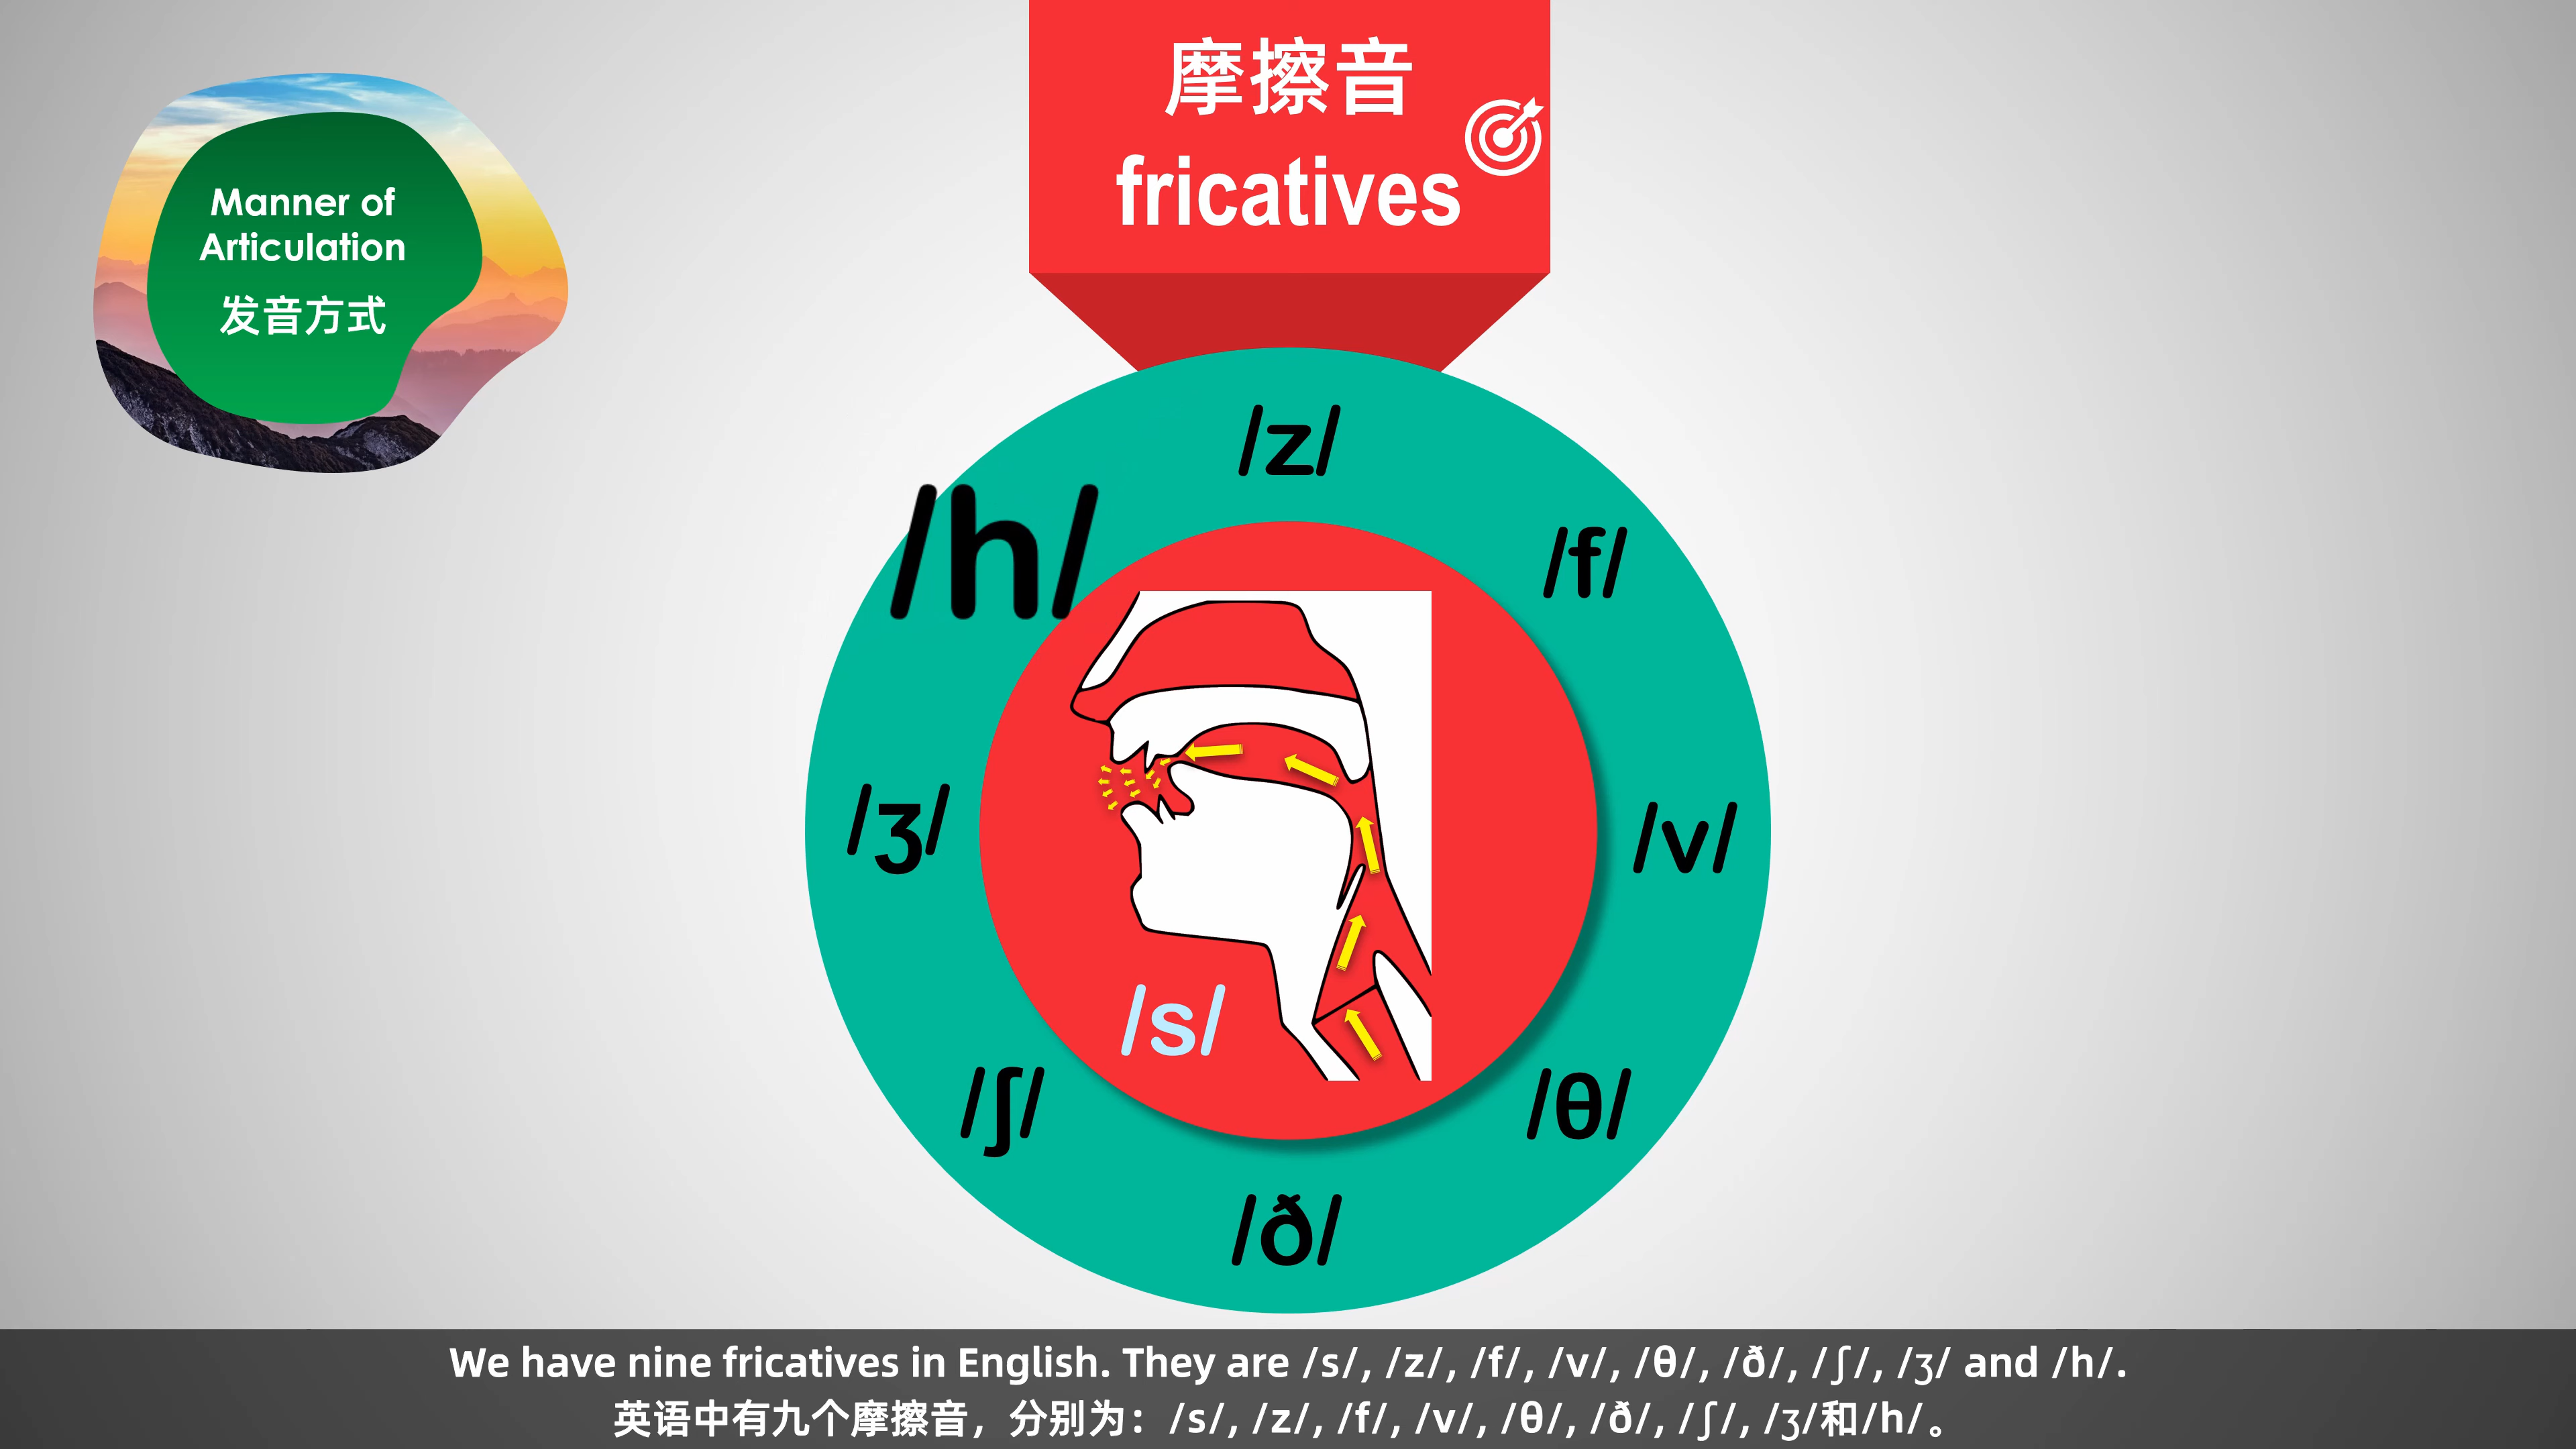 Manner of
Articulation
发音方式
摩擦音
fricatives
/z/
/h/
/f/
/ʒ/
/v/
/s/
/ʃ/
/θ/
/ð/
We have nine fricatives in English. They are /s/, /z/, /f/, /v/, /θ/, /ð/, /ʃ/, /ʒ/ and /h/.
英语中有九个摩擦音，分别为：/s/, /z/, /f/, /v/, /θ/, /ð/, /ʃ/, /ʒ/和/h/。